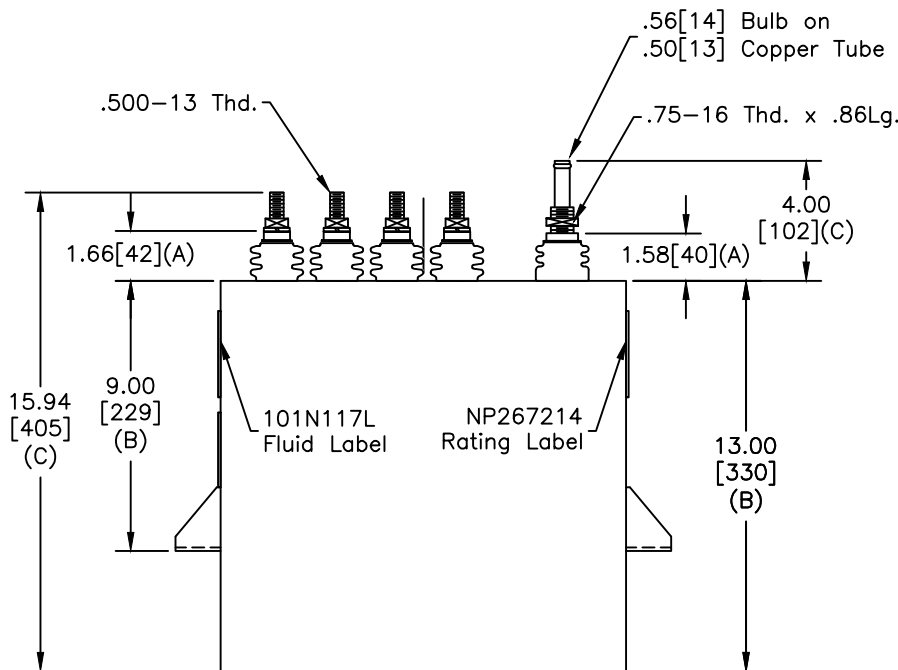 .56[14] Bulb on
.50[13] Copper Tube
.500-13 Thd.
.75-16 Thd. x .86Lg.
4.00
[102](C)
1.66[42](A)
1.58[40](A)
15.94
[405]
(C)
9.00
[229]
(B)
101N117L
Fluid Label
NP267214
Rating Label
13.00
[330]
(B)